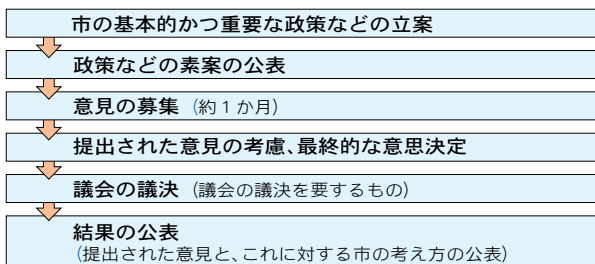 市の基本的かつ重要な政策などの立案
政策などの素案の公表
意見の募集（約１か月）
提出された意見の考慮、最終的な意思決定
議会の議決（議会の議決を要するもの）
結果の公表
（提出された意見と、これに対する市の考え方の公表）